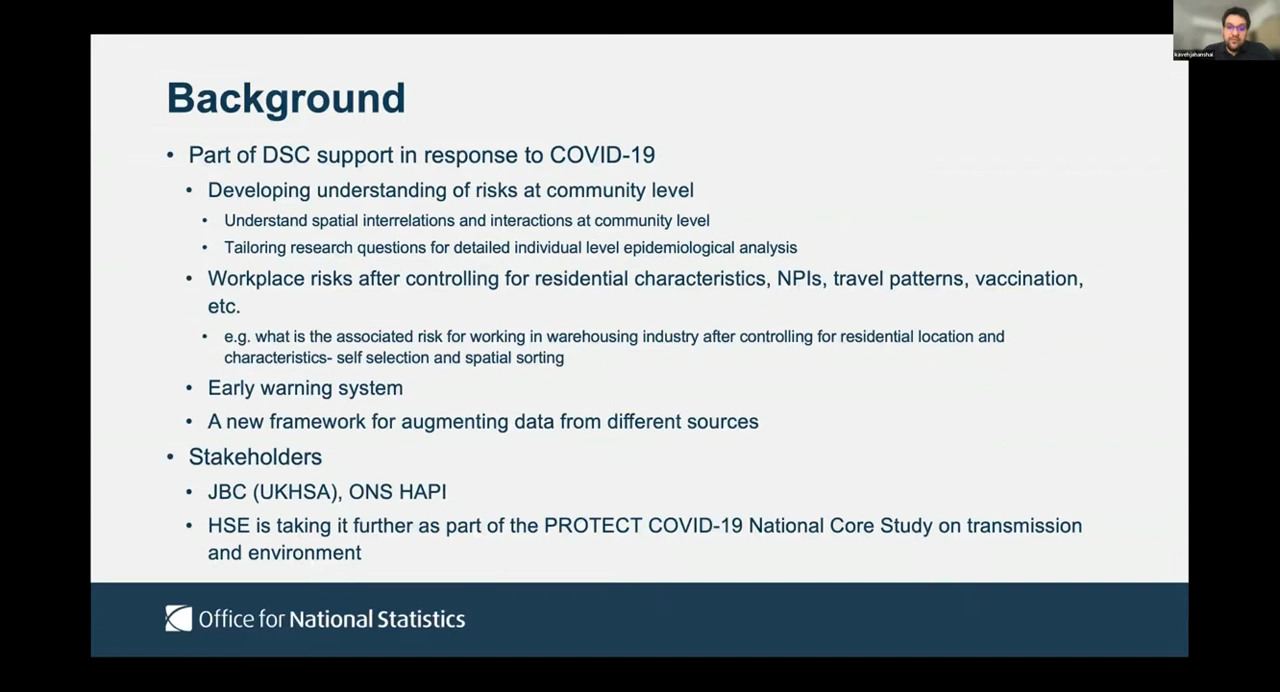 Background
• Part of DSC support in response to COVID-19
• Developing understanding of risks at community level
• Understand spatial interrelations and interactions at community level
• Tailoring research questions for detailed individual level epidemiological analysis
• Workplace risks after controlling for residential characteristics, NPIs, travel patterns, vaccination,
etc.
• e.g. what is the associated risk for working in warehousing industry after controlling for residential location and
characteristics- self selection and spatial sorting
• Early warning system
• A new framework for augmenting data from different sources
• Stakeholders
• JBC (UKHSA), ONS HAPI
• HSE is taking it further as part of the PROTECT COVID-19 National Core Study on transmission
and environment
Office for National Statistics